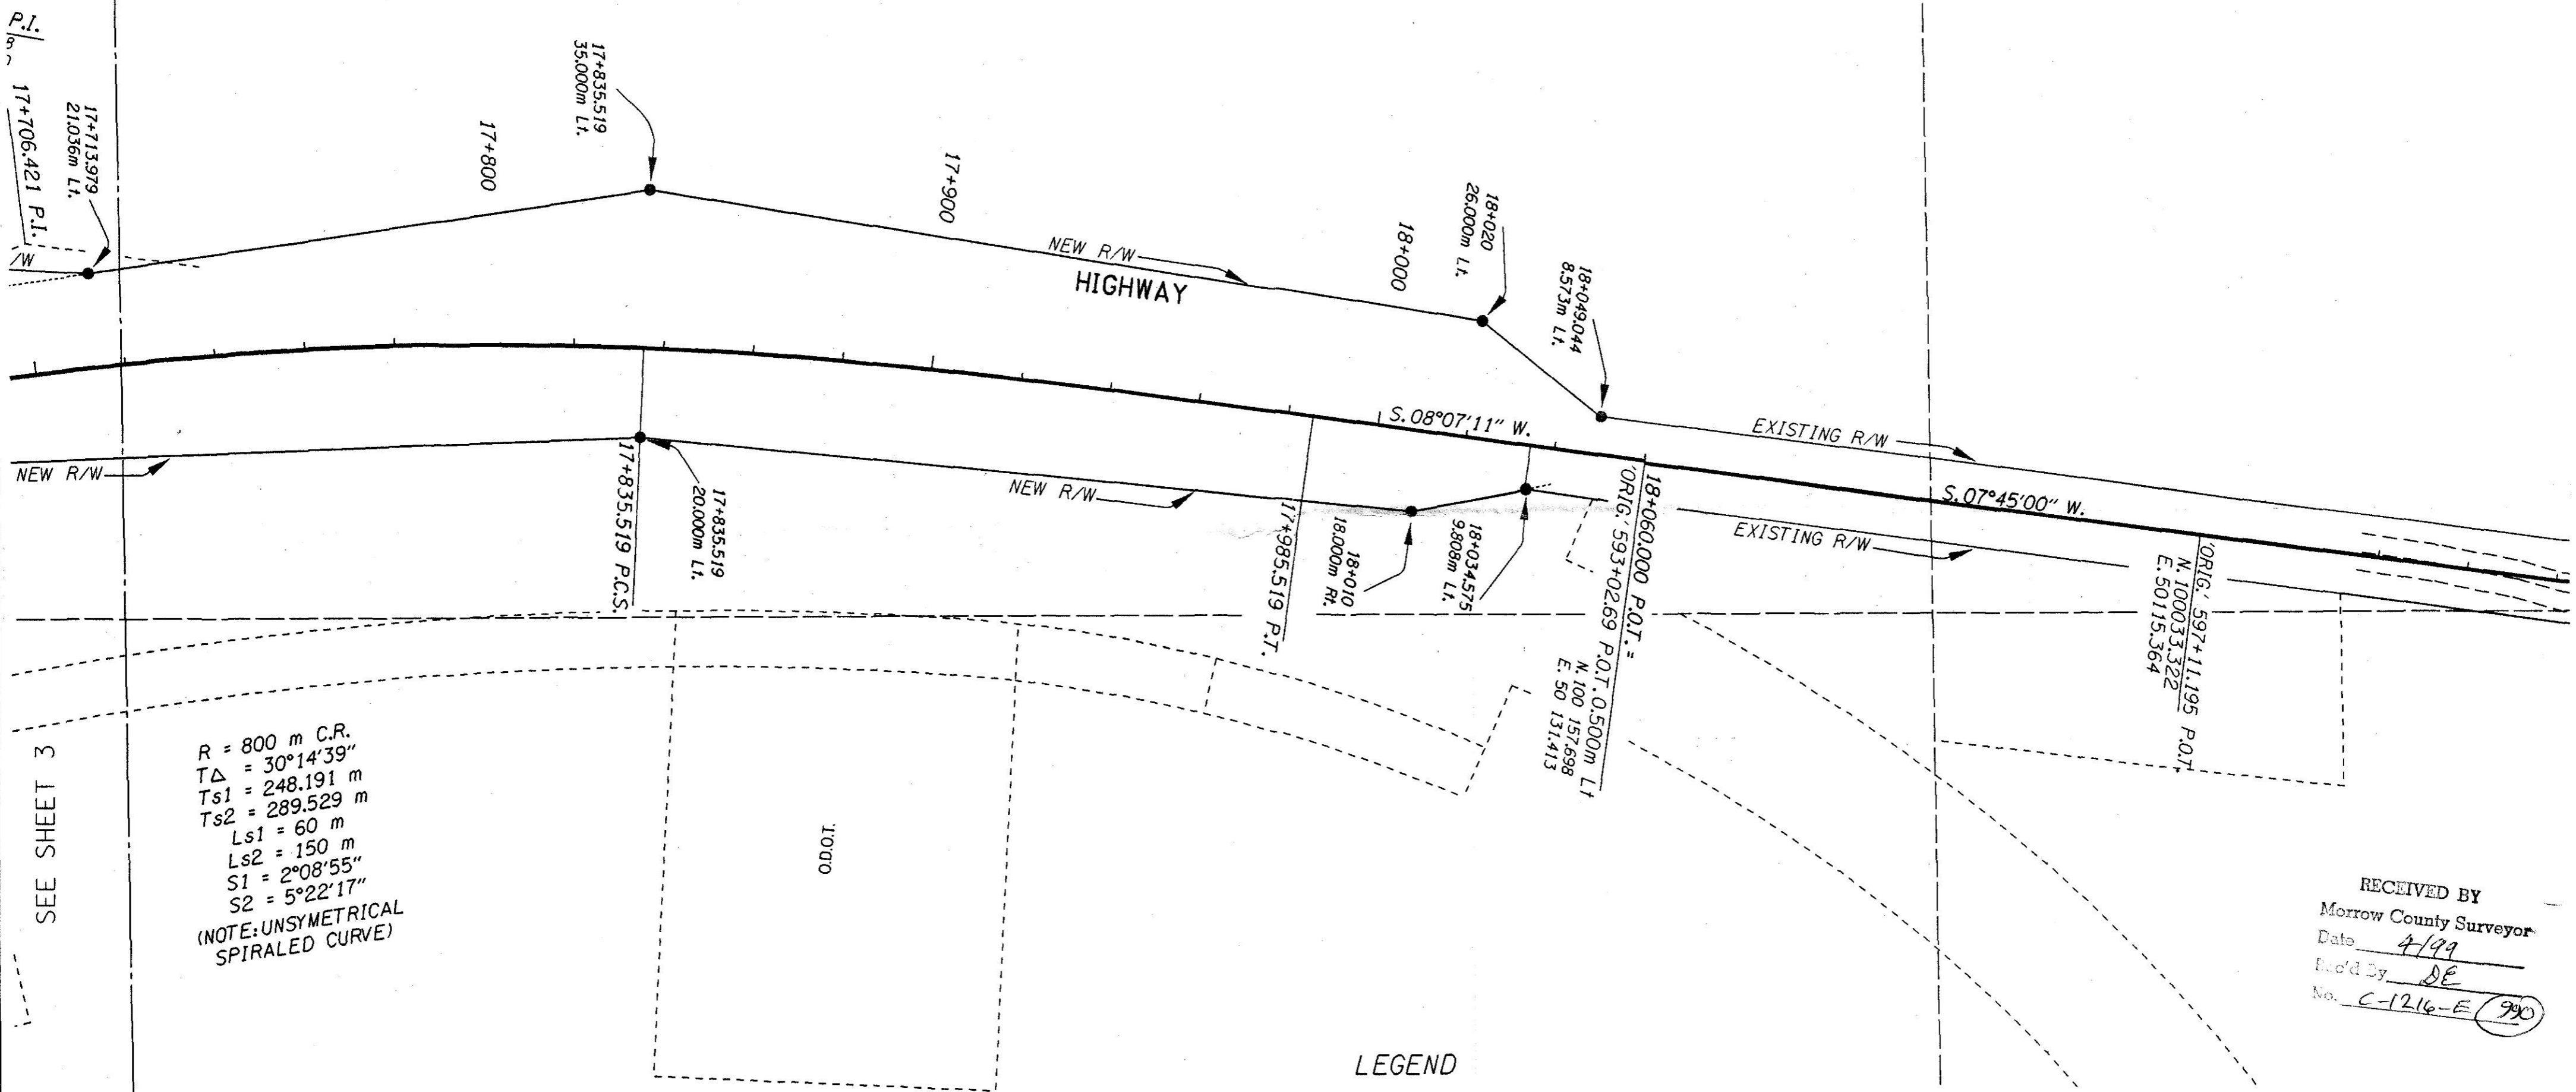 P.I.
17+706.421 P.I.
17+713.979
21.036m Lt.
/W
17+800
17+835.519
35.000m Lt.
17+900
NEW R/W
HIGHWAY
18+000
18+020
26.000m Lt.
18+049.044
8.573m Lt.
S. 08°07'11" W.
EXISTING R/W
S. 07°45'00" W.
NEW R/W
17+835.519 P.C.S.
17+835.519
20.000m Lt.
NEW R/W
17+985.519 P.T.
18+010
18.000m Rt.
18+034.575
9.808m Lt.
18+060.000 P.O.T. =
'ORIG.' 593+02.69 P.O.T. 0.500m Lt
N. 100 157.698
E. 50 131.413
EXISTING R/W
'ORIG.' 597+11.195 P.O.T.
N. 100033.322
E. 50115.364
SEE SHEET 3
R = 800 m C.R.
T∆ = 30°14'39"
Ts1 = 248.191 m
Ts2 = 289.529 m
Ls1 = 60 m
Ls2 = 150 m
S1 = 2°08'55"
S2 = 5°22'17"
(NOTE: UNSYMETRICAL
SPIRALED CURVE)
O.D.O.T.
LEGEND
RECEIVED BY
Morrow County Surveyor
Date 4/99
Rec'd By DE
No. C-1216-E 990